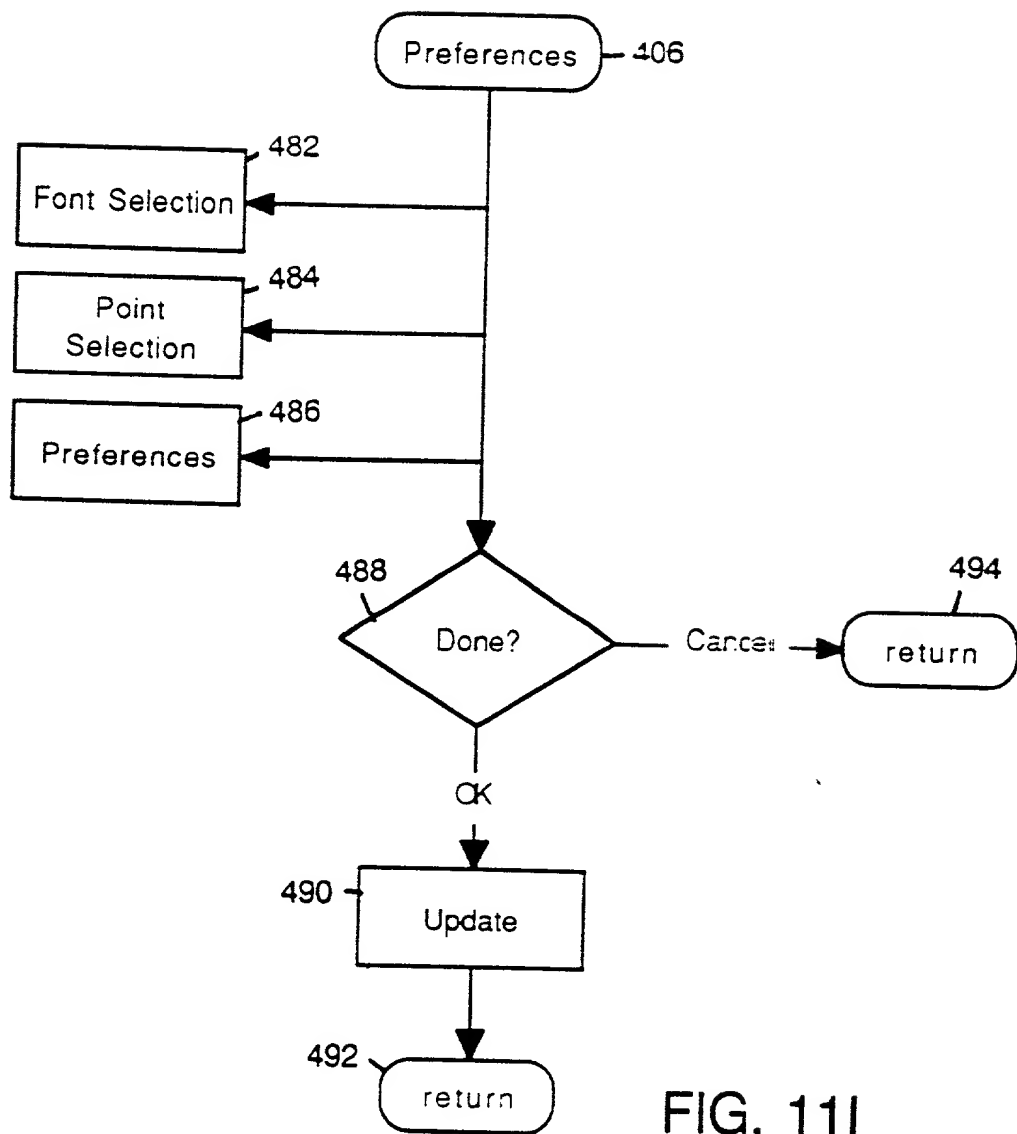 Preferences
406
482
Font Selection
484
Point
Selection
486
Preferences
488
Done?
Cancel
494
return
OK
490
Update
492
return
FIG. 11I